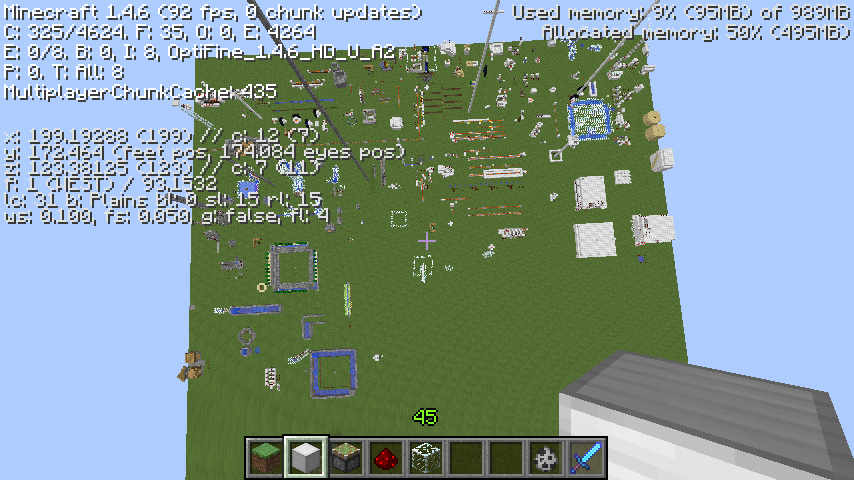 Minecraft 1.4.6 (92 fps, 0 chunk updates)
C: 325/4624, F: 35, O: 0, E: 4264
E: 0/8, B: 0, I: 8, OptiFine_1.4.6_HD_U_A2
P: 0, T: All: 8
MultiplayerChunkCache: 435
x: 199.19288 (199) // c: 12 (7)
y: 172.464 (feet pos, 174.084 eyes pos)
z: 123.38125 (123) // c: 7 (11)
f: 1 (WEST) / 93.1532
lc: 31 b: Plains bl: 0 sl: 15 rl: 15
ws: 0.100, fs: 0.050, g: false, fl: 4
Used memory: 9% (95MB) of 989MB
Allocated memory: 50% (495MB)
45